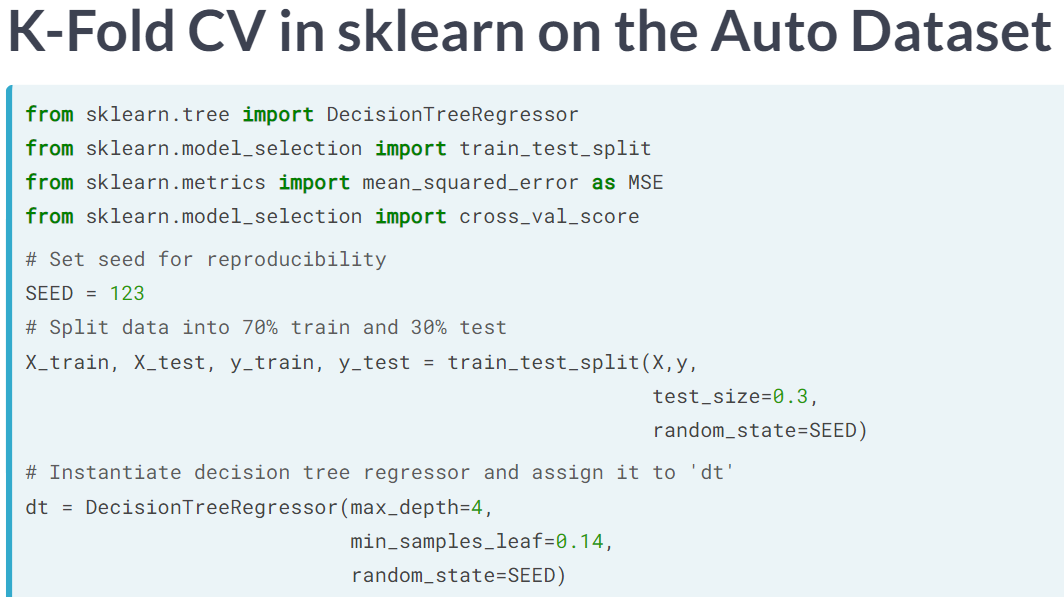 K-Fold CV in sklearn on the Auto Dataset
from sklearn.tree import DecisionTreeRegressor
from sklearn.model_selection import train_test_split
from sklearn.metrics import mean_squared_error as MSE
from sklearn.model_selection import cross_val_score
# Set seed for reproducibility
SEED = 123
# Split data into 70% train and 30% test
X_train, X_test, y_train, y_test = train_test_split(X,y,
test_size=0.3,
random_state=SEED)
# Instantiate decision tree regressor and assign it to 'dt'
dt = DecisionTreeRegressor(max_depth=4,
min_samples_leaf=0.14,
random_state=SEED)